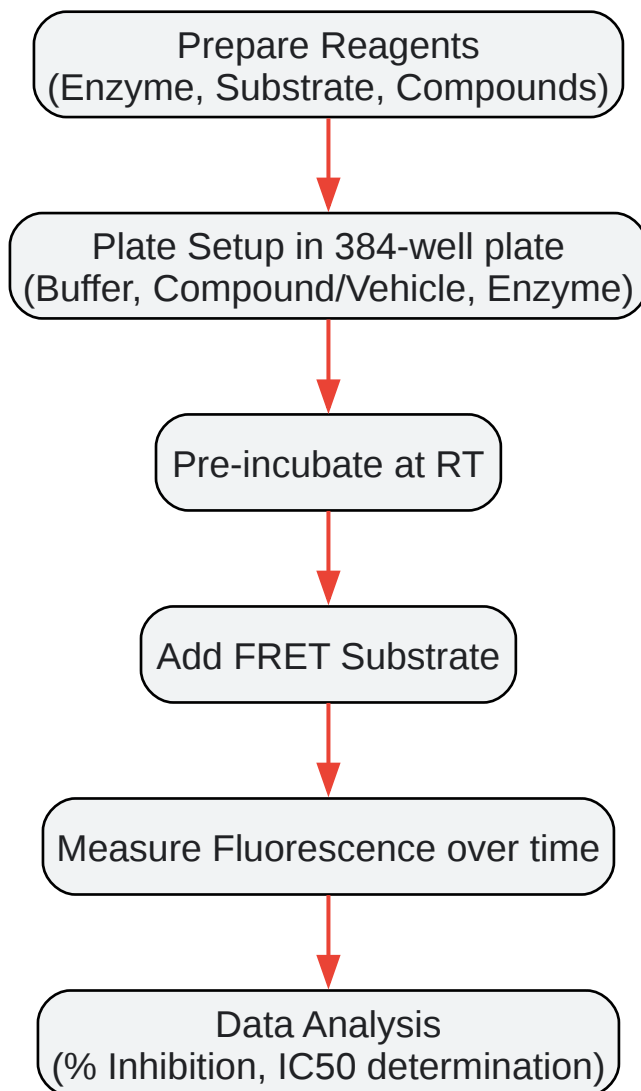 Prepare Reagents
(Enzyme, Substrate, Compounds)
Plate Setup in 384-well plate
(Buffer, Compound/Vehicle, Enzyme)
Pre-incubate at RT
Add FRET Substrate
Measure Fluorescence over time
Data Analysis
(% Inhibition, IC50 determination)